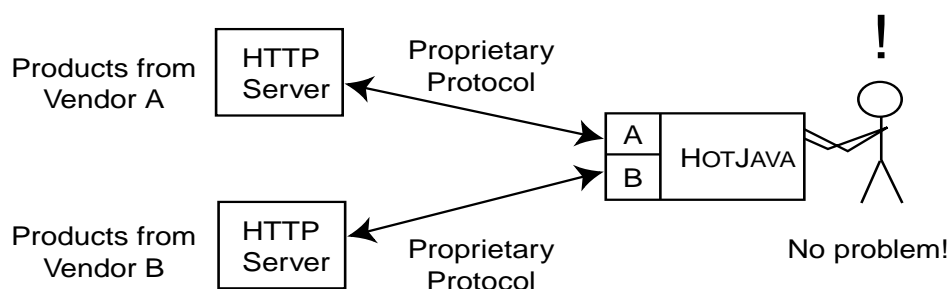 Products from
Vendor A
HTTP
Server
Proprietary
Protocol
!
A
B
HOTJAVA
No problem!
Products from
Vendor B
HTTP
Server
Proprietary
Protocol